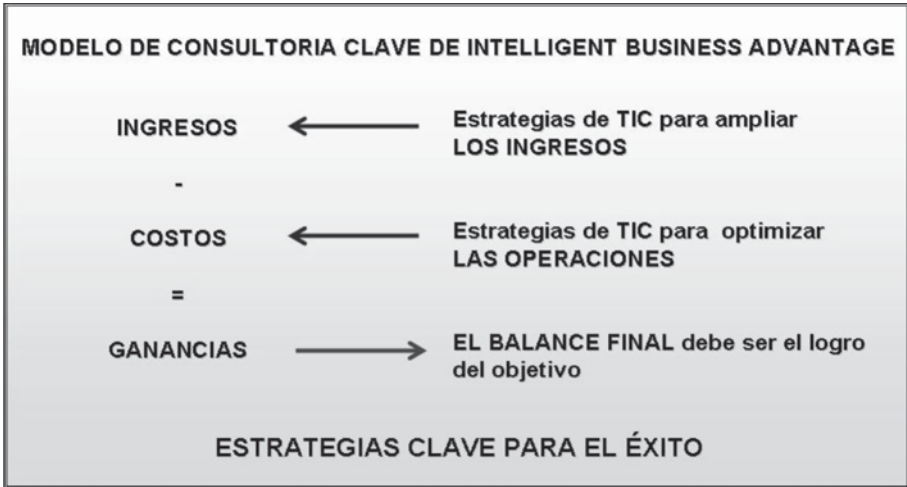 MODELO DE CONSULTORIA CLAVE DE INTELLIGENT BUSINESS ADVANTAGE
INGRESOS
Estrategias de TIC para ampliar
LOS INGRESOS
-
COSTOS
Estrategias de TIC para optimizar
LAS OPERACIONES
=
GANANCIAS
EL BALANCE FINAL debe ser el logro
del objetivo
ESTRATEGIAS CLAVE PARA EL ÉXITO